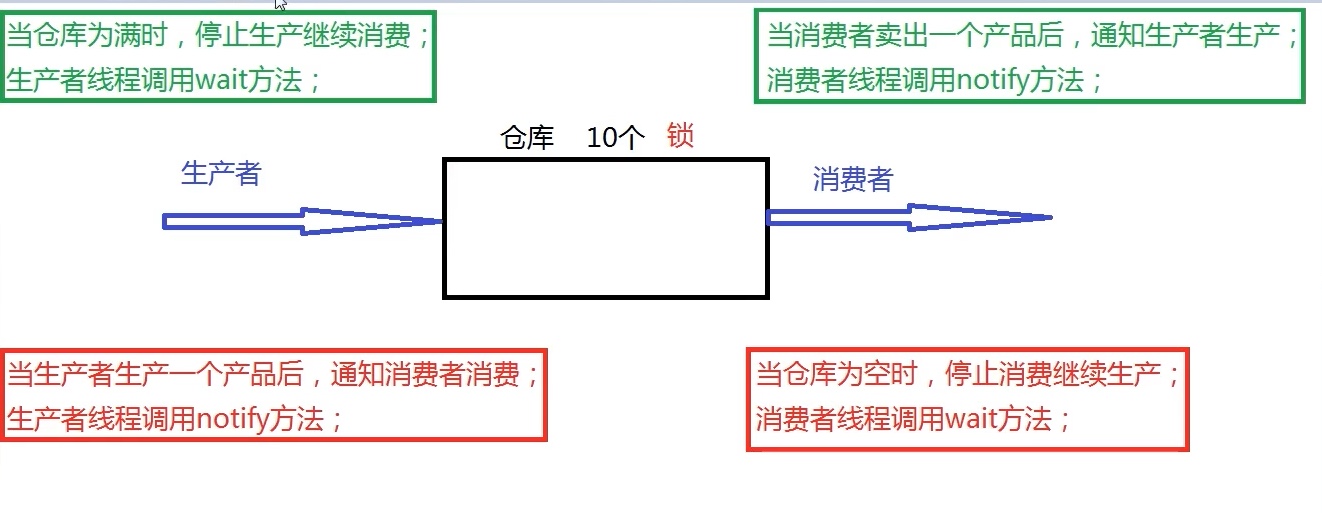 当仓库为满时，停止生产继续消费；
生产者线程调用wait方法；
当消费者卖出一个产品后，通知生产者生产；
消费者线程调用notify方法；
仓库 10个 锁
生产者
消费者
当生产者生产一个产品后，通知消费者消费；
生产者线程调用notify方法；
当仓库为空时，停止消费继续生产；
消费者线程调用wait方法；